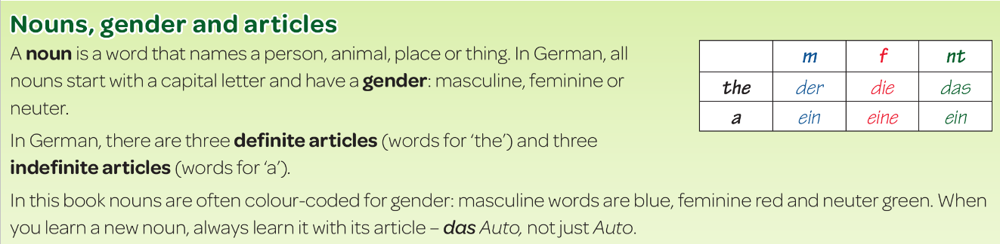 Nouns, gender and articles
A noun is a word that names a person, animal, place or thing. In German, all
nouns start with a capital letter and have a gender: masculine, feminine or
neuter.
In German, there are three definite articles (words for ‘the’) and three
indefinite articles (words for ‘a’).
m f nt
the der die das
a ein eine ein
In this book nouns are often colour-coded for gender: masculine words are blue, feminine red and neuter green. When
you learn a new noun, always learn it with its article – das Auto, not just Auto.